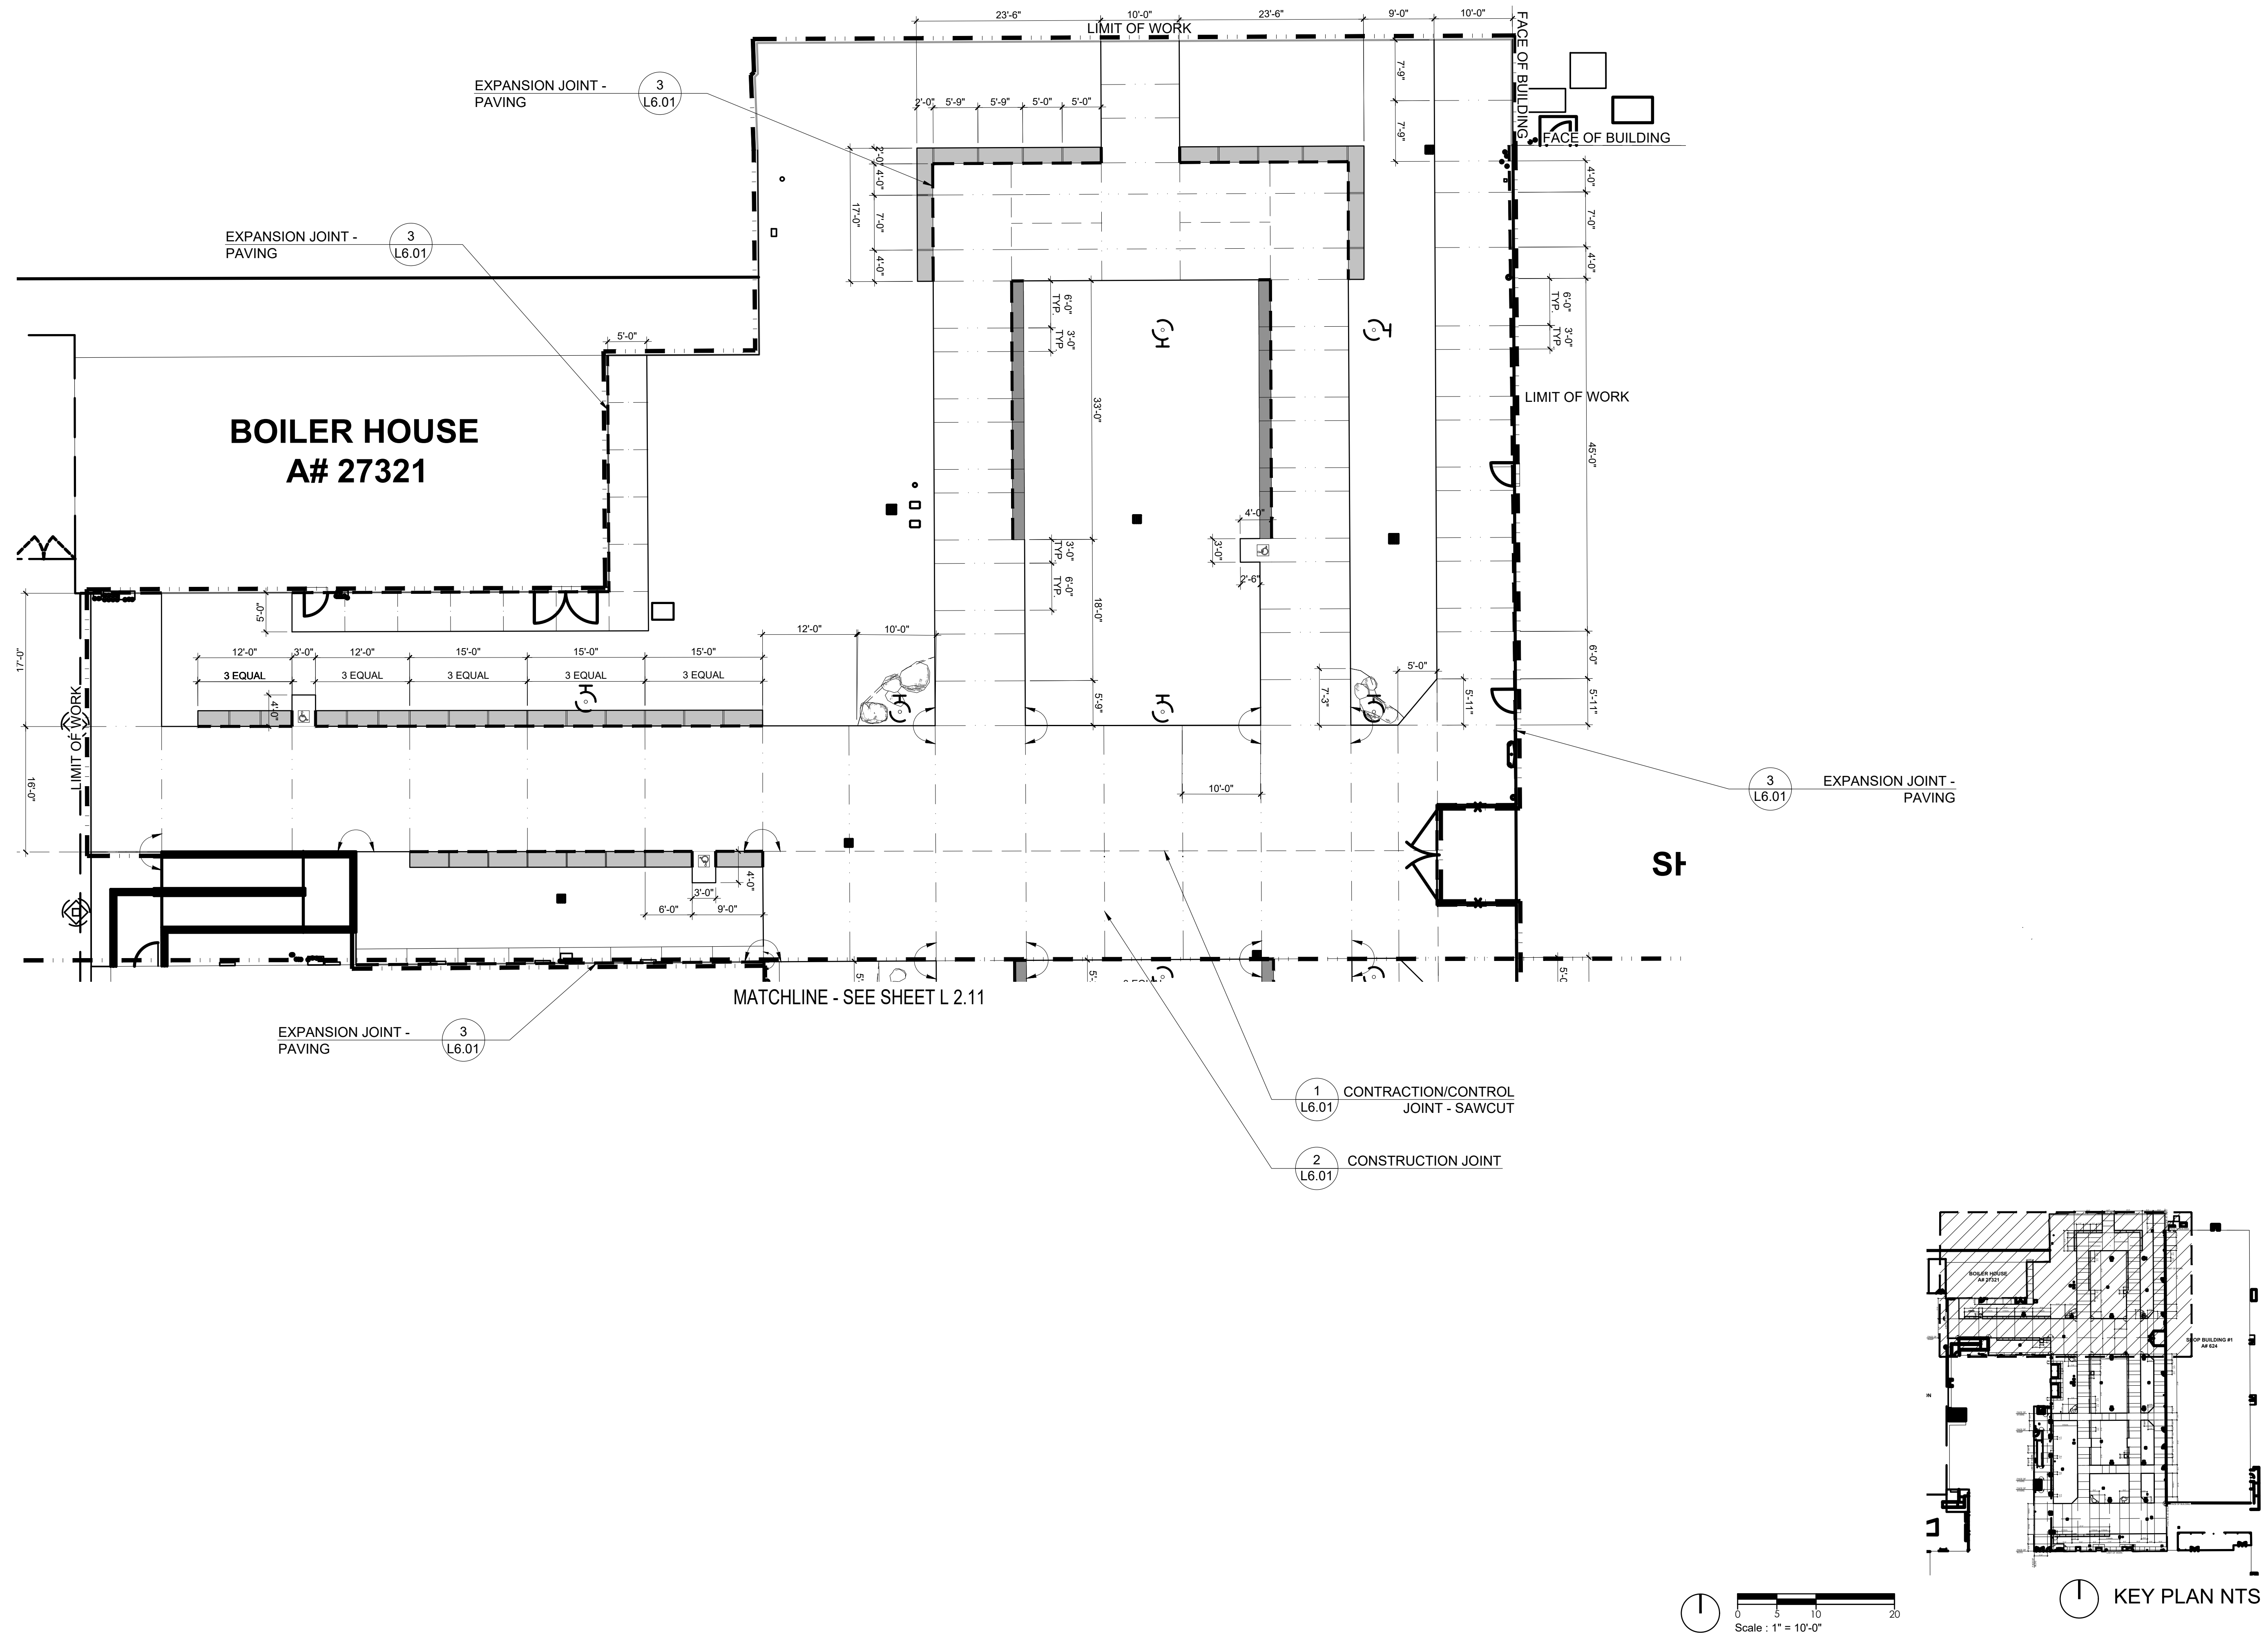 23'-6"
10'-0"
23'-6"
9'-0"
10'-0"
LIMIT OF WORK
FACE OF BUILDING
FACE OF BUILDING
EXPANSION JOINT -
PAVING
3
L6.01
2'-0"
5'-9"
5'-9"
5'-0"
5'-0"
7'-9"
7'-9"
2'-0"
4'-0"
7'-0"
4'-0"
17'-0"
4'-0"
7'-0"
4'-0"
EXPANSION JOINT -
PAVING
3
L6.01
6'-0"
TYP.
3'-0"
TYP.
6'-0"
TYP.
3'-0"
TYP.
5'-0"
BOILER HOUSE
A# 27321
33'-0"
LIMIT OF WORK
45'-0"
H
H
4'-0"
3'-0"
2'-6"
3'-0"
TYP.
6'-0"
TYP.
18'-0"
5'-0"
12'-0"
10'-0"
17'-0"
12'-0"
3'-0"
12'-0"
15'-0"
15'-0"
15'-0"
3 EQUAL
3 EQUAL
3 EQUAL
3 EQUAL
3 EQUAL
4'-0"
H
H
H
H
5'-9"
7'-3"
5'-0"
5'-11"
6'-0"
5'-11"
LIMIT OF WORK
16'-0"
10'-0"
3
L6.01
EXPANSION JOINT -
PAVING
4'-0"
3'-0"
6'-0"
9'-0"
MATCHLINE - SEE SHEET L 2.11
EXPANSION JOINT -
PAVING
3
L6.01
1
L6.01
CONTRACTION/CONTROL
JOINT - SAWCUT
2
L6.01
CONSTRUCTION JOINT
BOILER HOUSE
A# 27321
SHOP BUILDING #1
A# 624
KEY PLAN NTS
0
5
10
20
Scale : 1" = 10'-0"